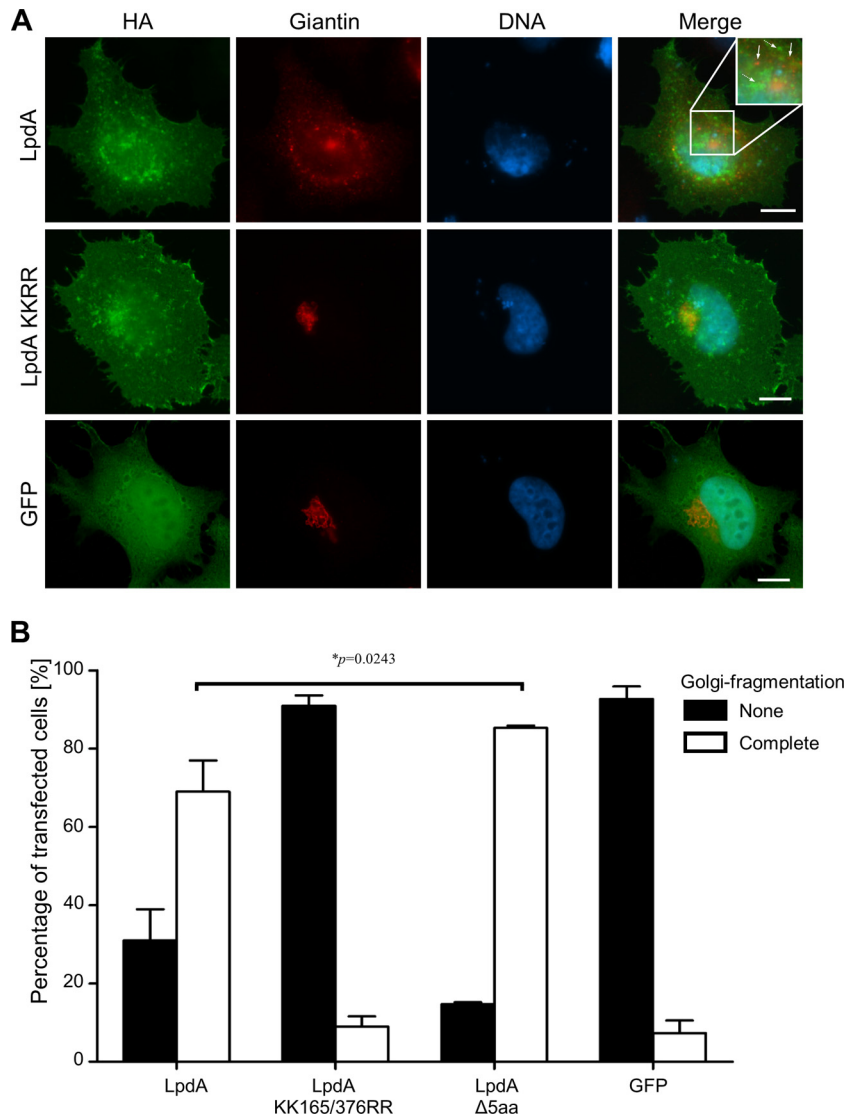 A
HA
Giantin
DNA
Merge
LpdA
LpdA KKRR
GFP
B
*p=0.0243
Percentage of transfected cells [%]
100
80
60
40
20
0
Golgi-fragmentation
None
Complete
LpdA
LpdA
KK165/376RR
LpdA
Δ5aa
GFP